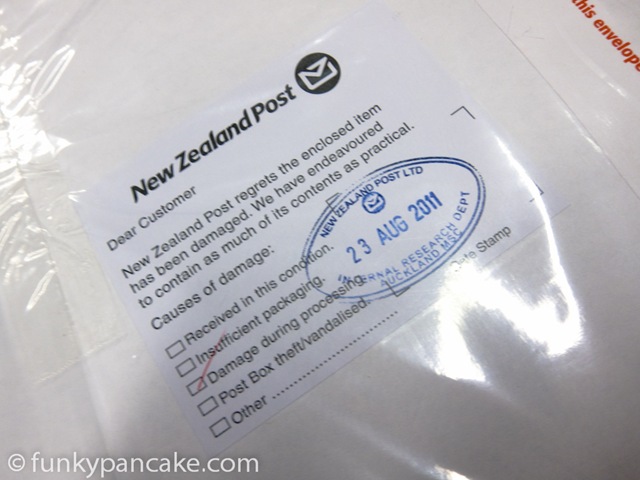 this envelope
New Zealand Post
Dear Customer
New Zealand Post regrets the enclosed item
has been damaged. We have endeavoured
to contain as much of its contents as practical.
Causes of damage:
Received in this condition.
Insufficient packaging.
Damage during processing.
Post Box theft/vandalised.
Other ......................
NEW ZEALAND POST LTD
23 AUG 2011
INTERNAL RESEARCH DEPT
AUCKLAND MSC
Date Stamp
© funkypancake.com